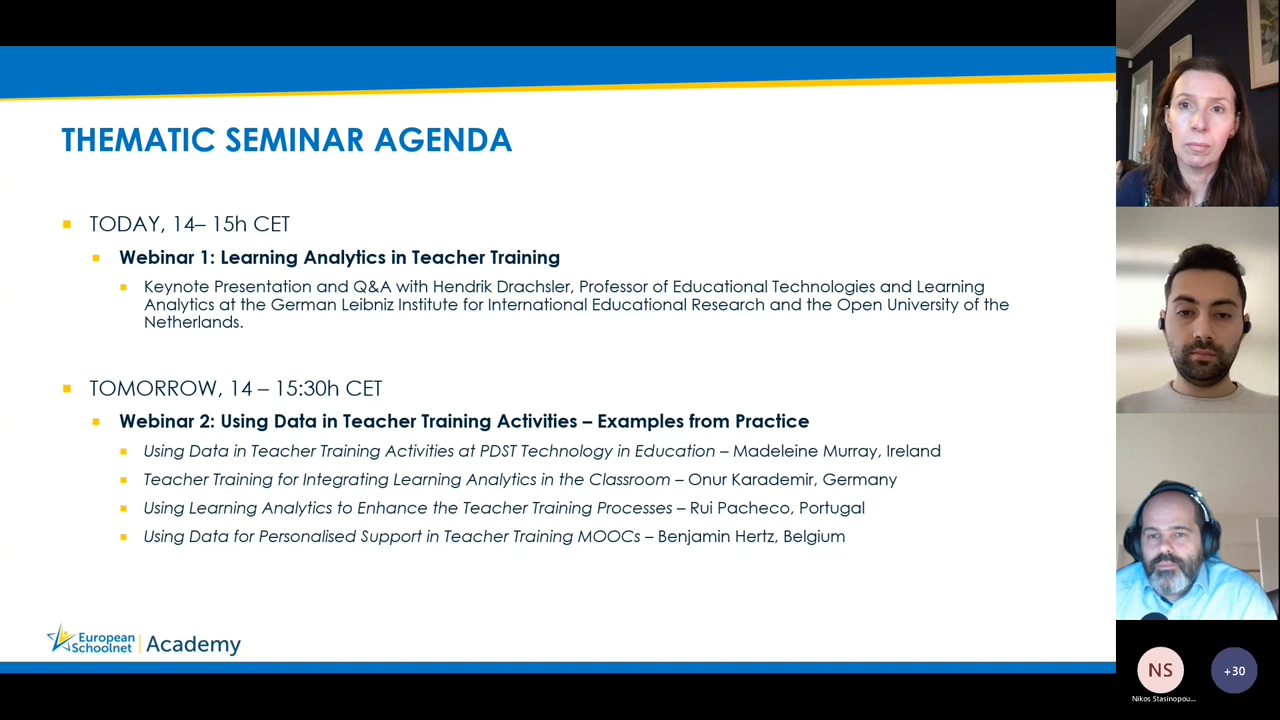 THEMATIC SEMINAR AGENDA
TODAY, 14– 15h CET
Webinar 1: Learning Analytics in Teacher Training
Keynote Presentation and Q&A with Hendrik Drachsler, Professor of Educational Technologies and Learning
Analytics at the German Leibniz Institute for International Educational Research and the Open University of the
Netherlands.
TOMORROW, 14 – 15:30h CET
Webinar 2: Using Data in Teacher Training Activities – Examples from Practice
Using Data in Teacher Training Activities at PDST Technology in Education – Madeleine Murray, Ireland
Teacher Training for Integrating Learning Analytics in the Classroom – Onur Karademir, Germany
Using Learning Analytics to Enhance the Teacher Training Processes – Rui Pacheco, Portugal
Using Data for Personalised Support in Teacher Training MOOCs – Benjamin Hertz, Belgium
European
Schoolnet
Academy
NS
+30
Nikos Stasinopou...